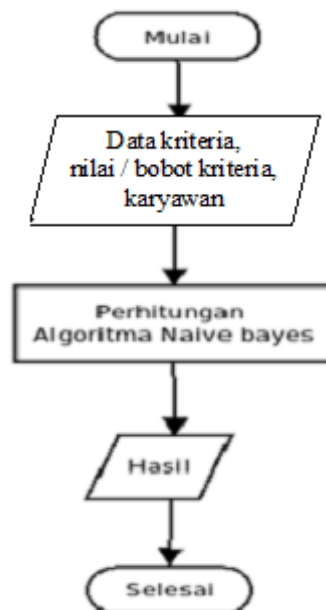 Mulai
Data kriteria,
nilai / bobot kriteria,
karyawan
Perhitungan
Algoritma Naive bayes
Hasil
Selesai